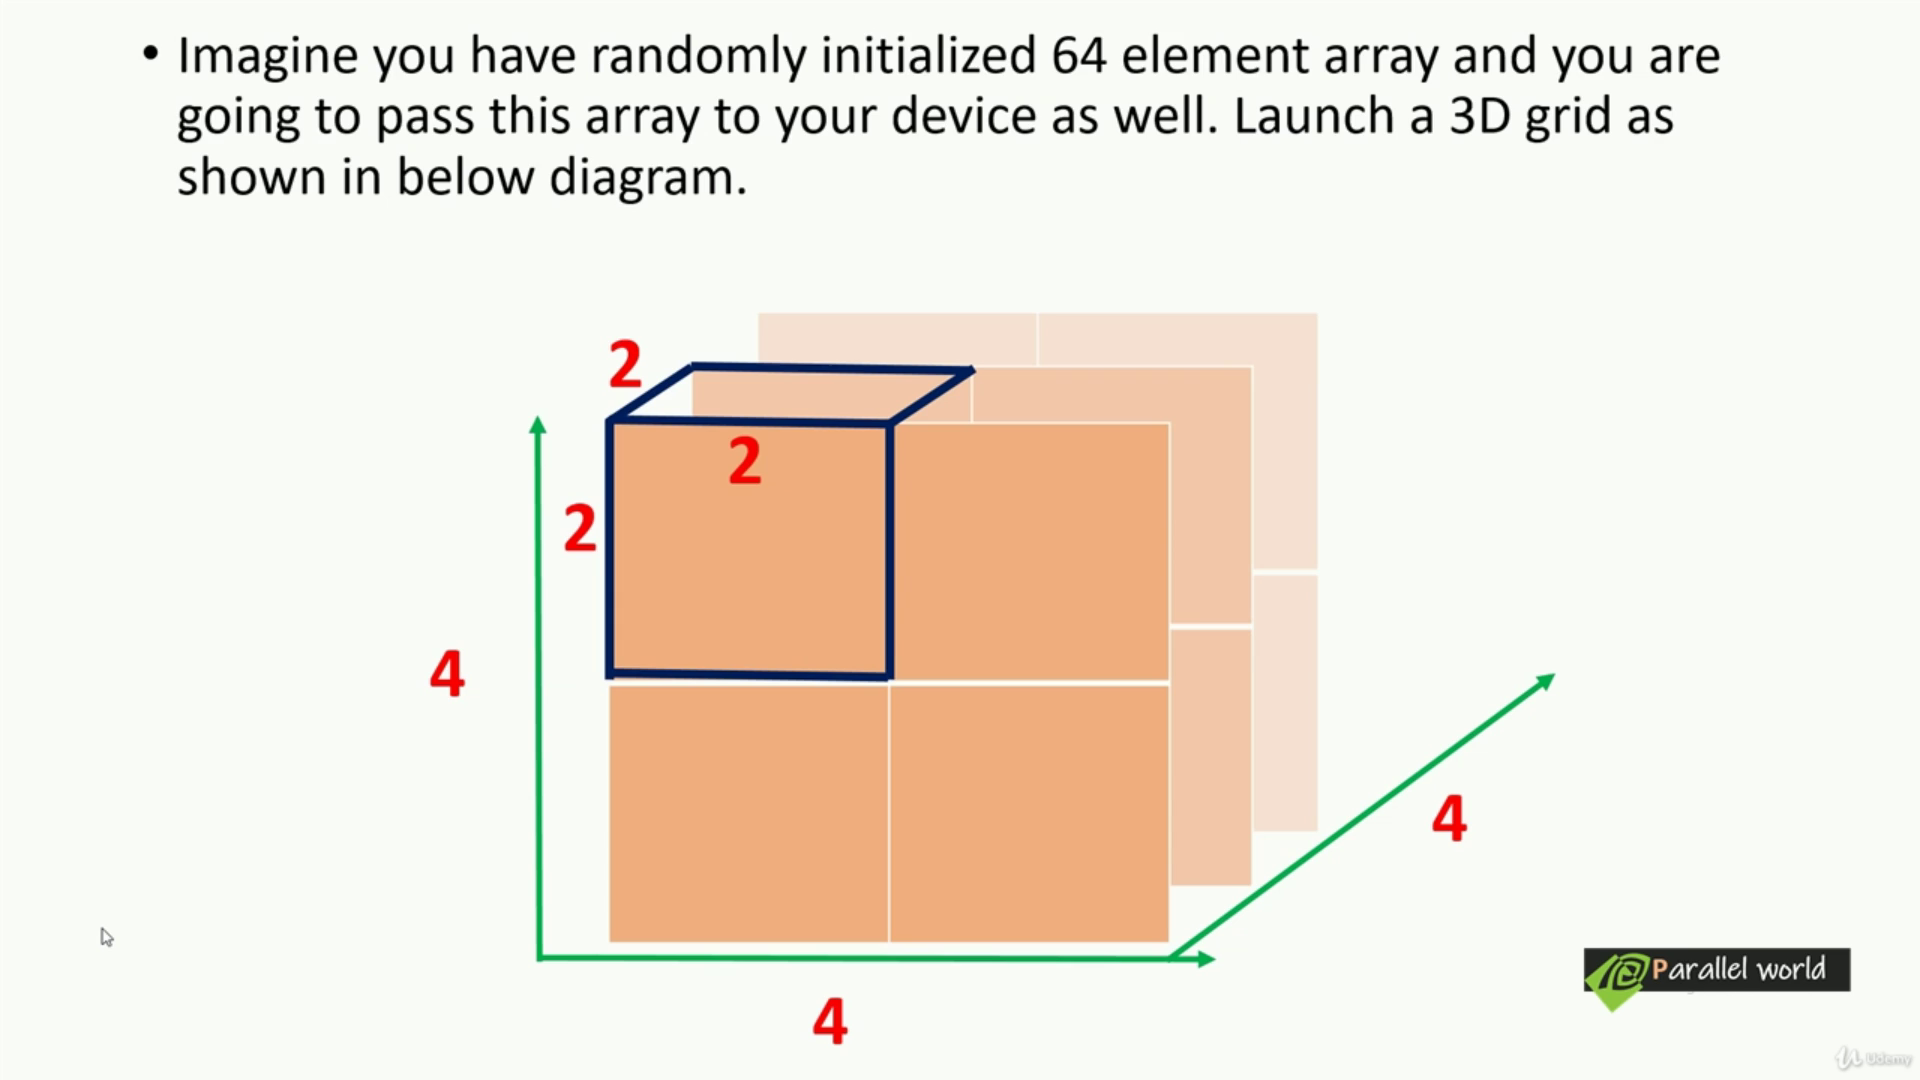 • Imagine you have randomly initialized 64 element array and you are
going to pass this array to your device as well. Launch a 3D grid as
shown in below diagram.
2
2
2
4
4
4
Parallel world
Udemy